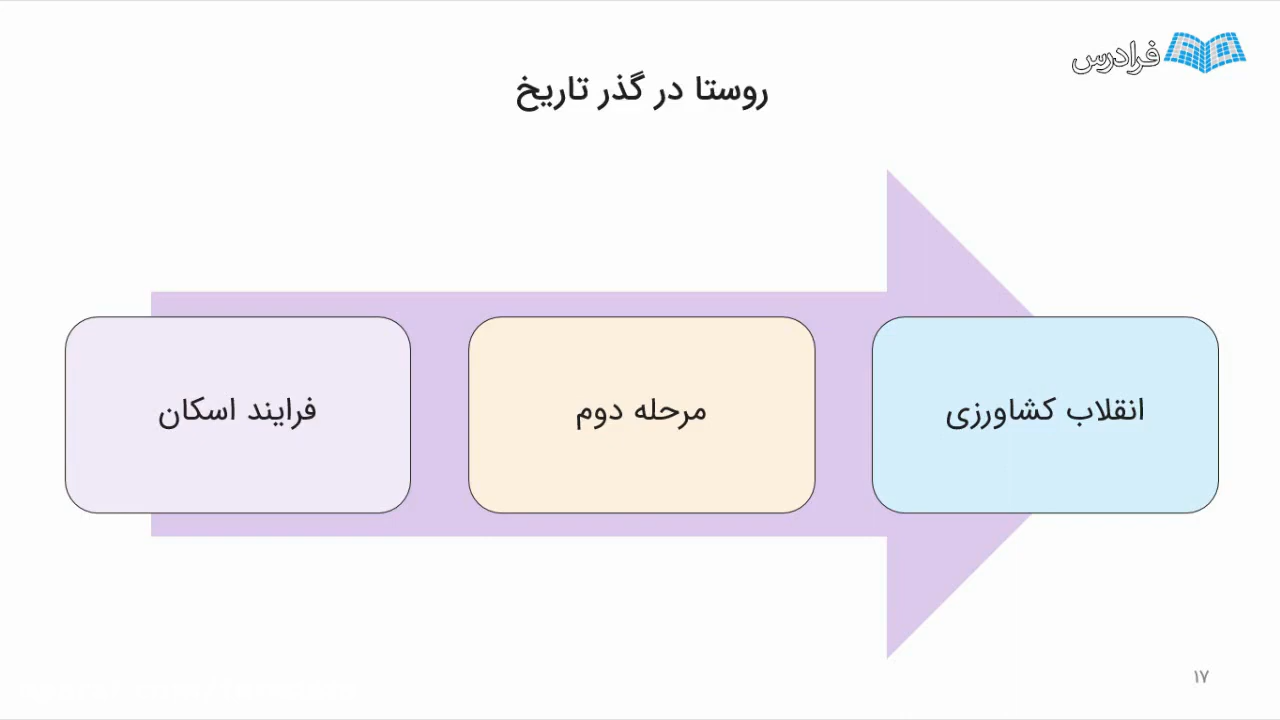 فرادرس
روستا در گذر تاریخ
انقلاب کشاورزی
مرحله دوم
فرایند اسکان
۱۷